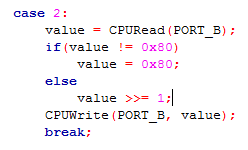 case 2:
    value = CPURead(PORT_B);
    if(value != 0x80)
        value = 0x80;
    else
        value >>= 1;
    CPUWrite(PORT_B, value);
    break;